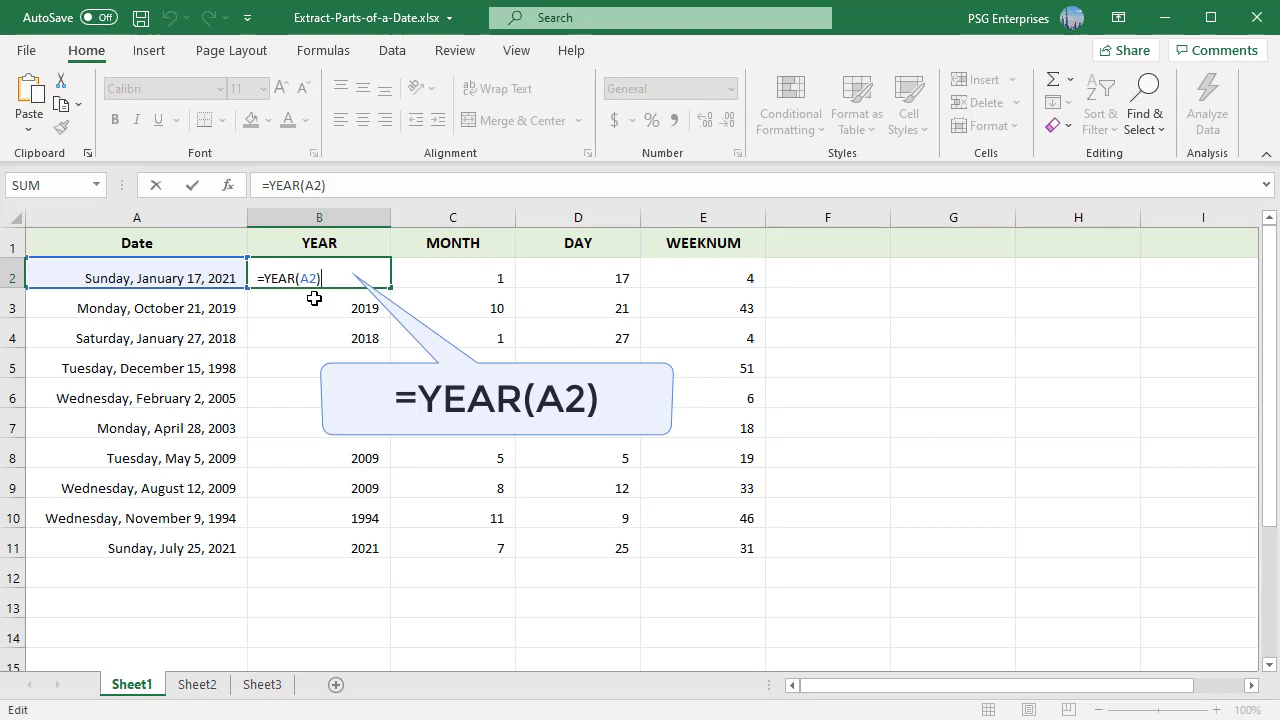 AutoSave Off Extract-Parts-of-a-Date.xlsx Search PSG Enterprises
File Home Insert Page Layout Formulas Data Review View Help Share Comments
Paste Calibri 11 Wrap Text General Conditional Formatting Format as Table Cell Styles Insert Sort & Filter Find & Select Analyze Data
B I U Merge & Center $ % Delete
Format
Clipboard Font Alignment Number Styles Cells Editing Analysis
SUM fx =YEAR(A2)
A B C D E F G H I
1 Date YEAR MONTH DAY WEEKNUM
2 Sunday, January 17, 2021 =YEAR(A2) 1 17 4
3 Monday, October 21, 2019 2019 10 21 43
4 Saturday, January 27, 2018 2018 1 27 4
5 Tuesday, December 15, 1998 51
6 Wednesday, February 2, 2005 6
=YEAR(A2)
7 Monday, April 28, 2003 18
8 Tuesday, May 5, 2009 2009 5 5 19
9 Wednesday, August 12, 2009 2009 8 12 33
10 Wednesday, November 9, 1994 1994 11 9 46
11 Sunday, July 25, 2021 2021 7 25 31
12
13
14
15
Sheet1 Sheet2 Sheet3
Edit 100%